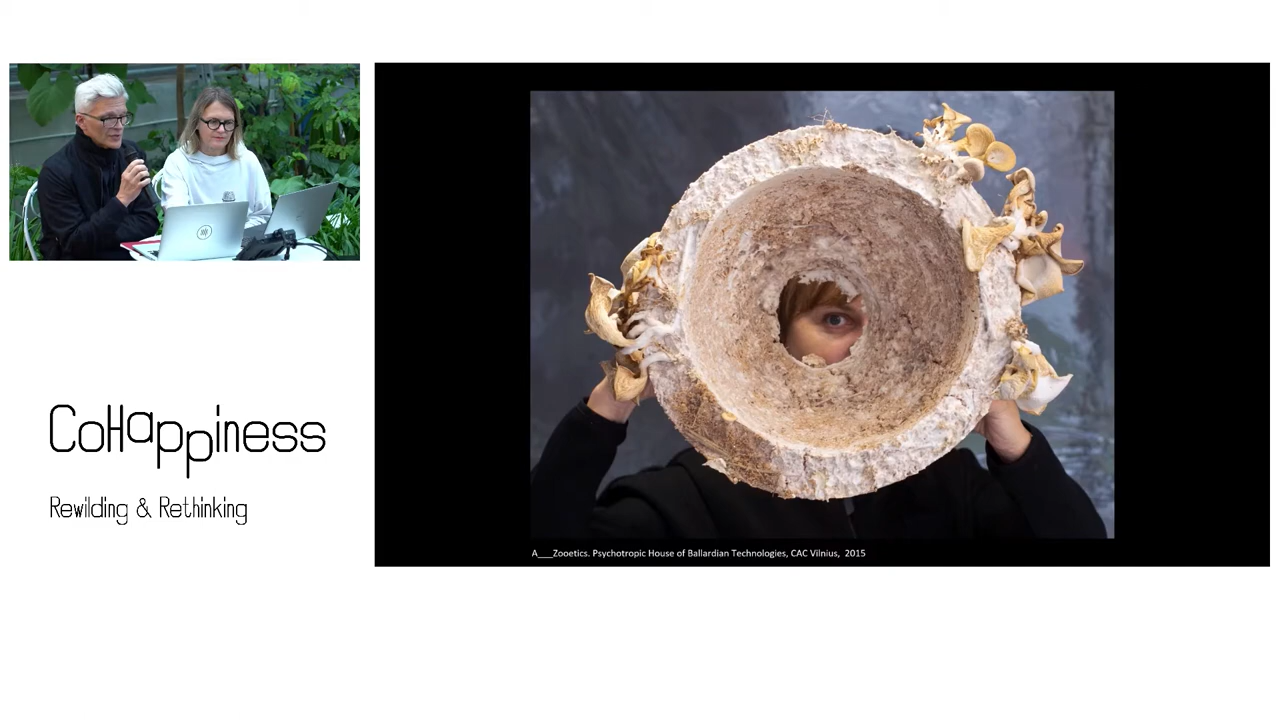 CoHappiness
Rewilding & Rethinking
A___Zooetics. Psychotropic House of Ballardian Technologies, CAC Vilnius, 2015